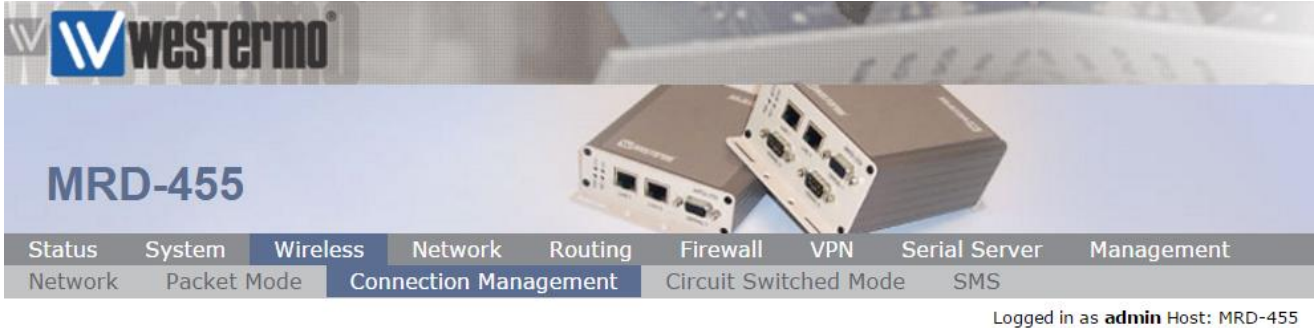 westermo
MRD-455
Status System Wireless Network Routing Firewall VPN Serial Server Management
Network Packet Mode Connection Management Circuit Switched Mode SMS
Logged in as admin Host: MRD-455